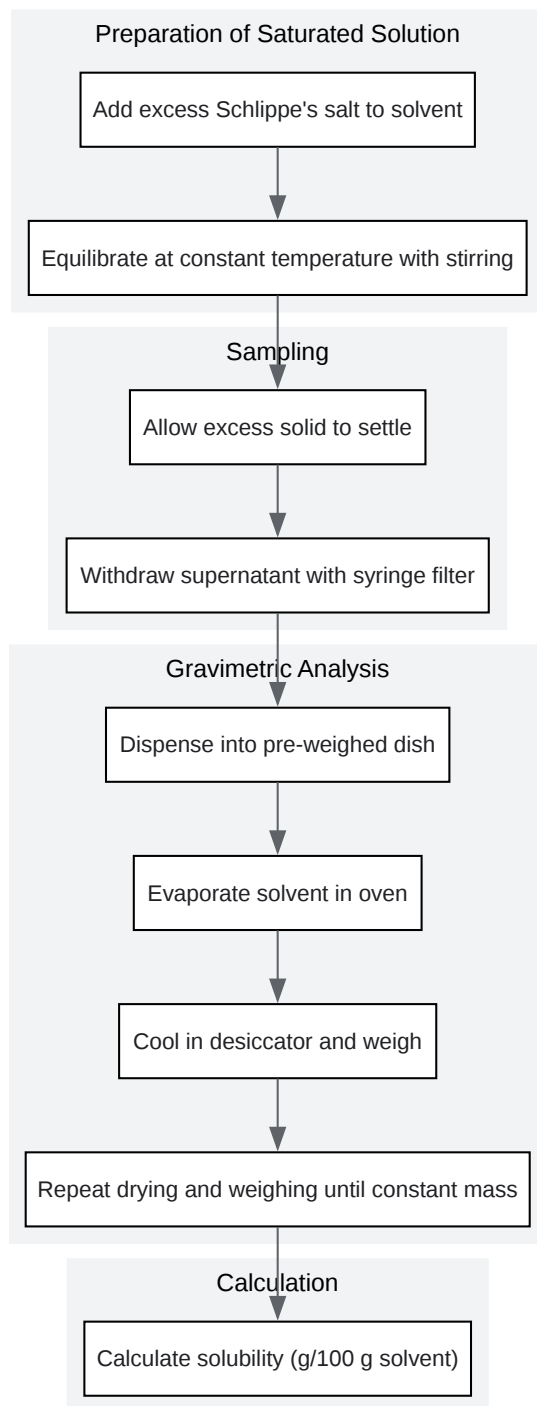 Preparation of Saturated Solution
Add excess Schlippe's salt to solvent
Equilibrate at constant temperature with stirring
Sampling
Allow excess solid to settle
Withdraw supernatant with syringe filter
Gravimetric Analysis
Dispense into pre-weighed dish
Evaporate solvent in oven
Cool in desiccator and weigh
Repeat drying and weighing until constant mass
Calculation
Calculate solubility (g/100 g solvent)